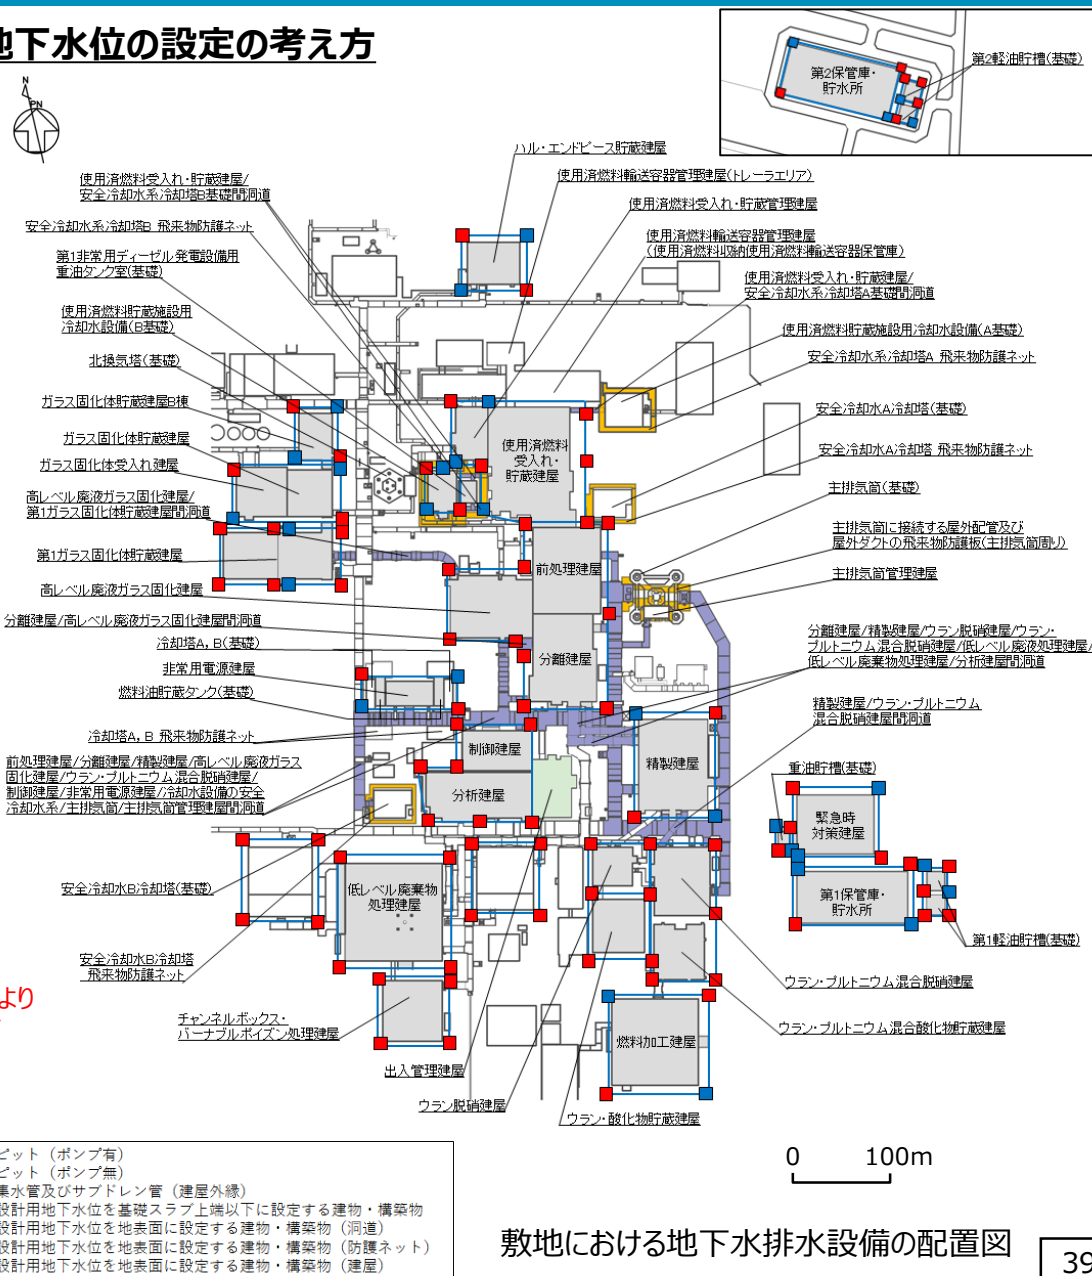 地下水位の設定の考え方
N
PN
第2保管庫・
貯水所
第2軽油貯槽(基礎)
ハル・エンドピース貯蔵建屋
使用済燃料受入れ・貯蔵建屋/
安全冷却水系冷却塔B基礎間洞道
使用済燃料輸送容器管理建屋(トレーラエリア)
使用済燃料受入れ・貯蔵管理建屋
安全冷却水系冷却塔B 飛来物防護ネット
使用済燃料輸送容器管理建屋
(使用済燃料収納使用済燃料輸送容器保管庫)
第1非常用ディーゼル発電設備用
重油タンク室(基礎)
使用済燃料受入れ・貯蔵建屋/
安全冷却水系冷却塔A基礎間洞道
使用済燃料貯蔵施設用
冷却水設備(B基礎)
使用済燃料貯蔵施設用冷却水設備(A基礎)
北換気塔(基礎)
安全冷却水系冷却塔A 飛来物防護ネット
ガラス固化体貯蔵建屋B棟
安全冷却水A冷却塔(基礎)
ガラス固化体貯蔵建屋
使用済燃料
受入れ・
貯蔵建屋
安全冷却水A冷却塔 飛来物防護ネット
ガラス固化体受入れ建屋
主排気筒(基礎)
高レベル廃液ガラス固化建屋/
第1ガラス固化体貯蔵建屋間洞道
主排気筒に接続する屋外配管及び
屋外ダクトの飛来物防護板(主排気筒周り)
第1ガラス固化体貯蔵建屋
前処理建屋
主排気筒管理建屋
高レベル廃液ガラス固化建屋
分離建屋/高レベル廃液ガラス固化建屋間洞道
分離建屋/精製建屋/ウラン脱硝建屋/ウラン・
プルトニウム混合脱硝建屋/低レベル廃液処理建屋/
低レベル廃棄物処理建屋/分析建屋間洞道
冷却塔A, B(基礎)
分離建屋
非常用電源建屋
燃料油貯蔵タンク(基礎)
精製建屋/ウラン・プルトニウム
混合脱硝建屋間洞道
冷却塔A, B 飛来物防護ネット
制御建屋
精製建屋
前処理建屋/分離建屋/精製建屋/高レベル廃液ガラス
固化建屋/ウラン・プルトニウム混合脱硝建屋/
制御建屋/非常用電源建屋/冷却水設備の安全
冷却水系/主排気筒/主排気筒管理建屋間洞道
重油貯槽(基礎)
分析建屋
緊急時
対策建屋
安全冷却水B冷却塔(基礎)
低レベル廃棄物
処理建屋
第1保管庫・
貯水所
第1軽油貯槽(基礎)
安全冷却水B冷却塔
飛来物防護ネット
ウラン・プルトニウム混合脱硝建屋
より
チャンネルボックス・
バーナブルポイズン処理建屋
ウラン・プルトニウム混合酸化物貯蔵建屋
燃料加工建屋
出入管理建屋
ウラン脱硝建屋
ウラン・酸化物貯蔵建屋
ピット（ポンプ有）
ピット（ポンプ無）
集水管及びサブドレン管（建屋外縁）
設計用地下水位を基礎スラブ上端以下に設定する建物・構築物
設計用地下水位を地表面に設定する建物・構築物（洞道）
設計用地下水位を地表面に設定する建物・構築物（防護ネット）
設計用地下水位を地表面に設定する建物・構築物（建屋）
0 100m
敷地における地下水排水設備の配置図
39